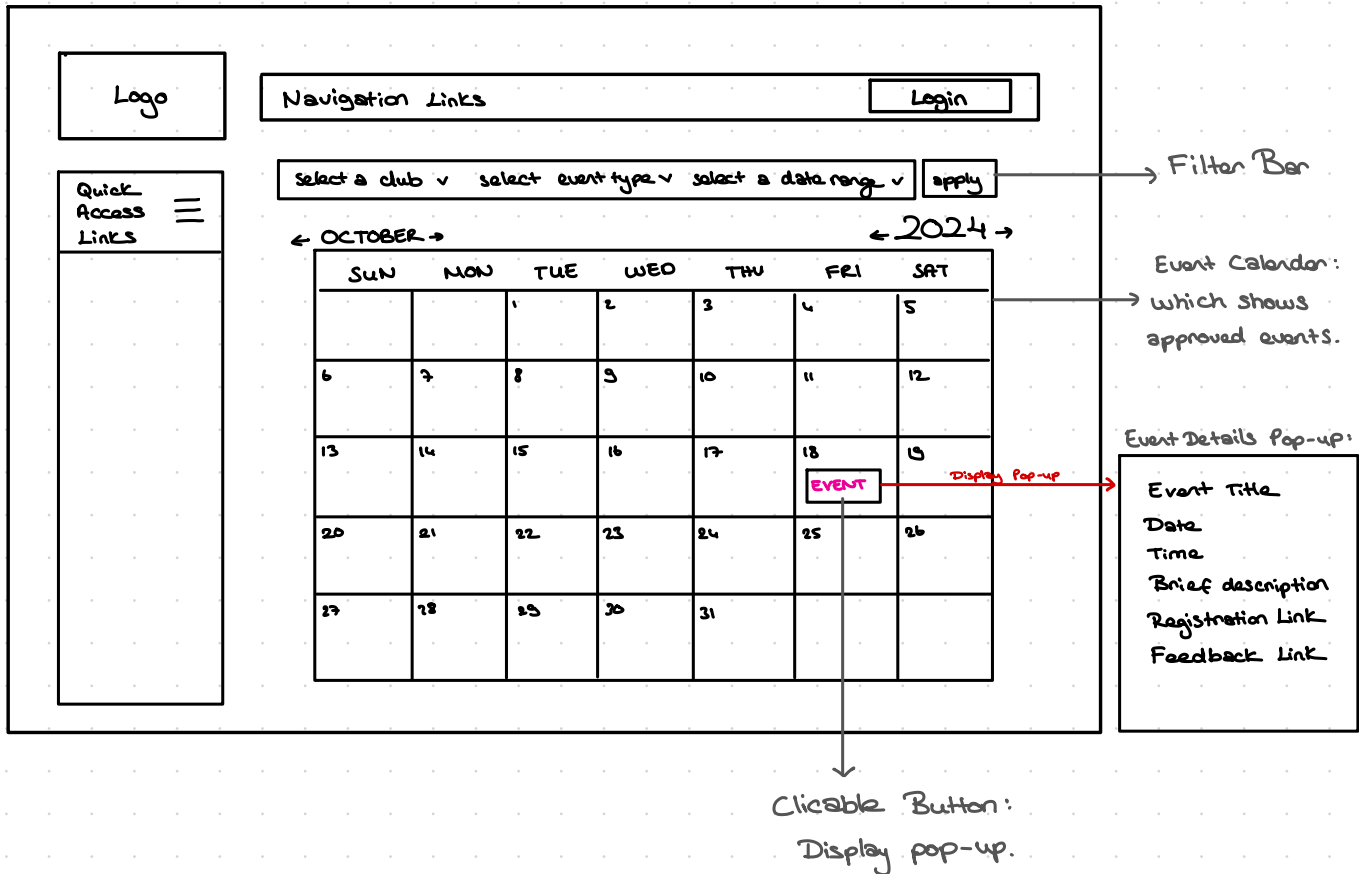 Logo
Navigation Links
Login
Quick
Access
Links
select a club v select event type v select a date range v
apply
Filter Bar
← OCTOBER →
← 2024 →
SUN MON TUE WED THU FRI SAT
1 2 3 4 5
6 7 8 9 10 11 12
13 14 15 16 17 18 19
EVENT
20 21 22 23 24 25 26
27 28 29 30 31
Event Calendar:
which shows
approved events.
Display Pop-up
Event Details Pop-up:
Event Title
Date
Time
Brief description
Registration Link
Feedback Link
Clicable Button:
Display pop-up.